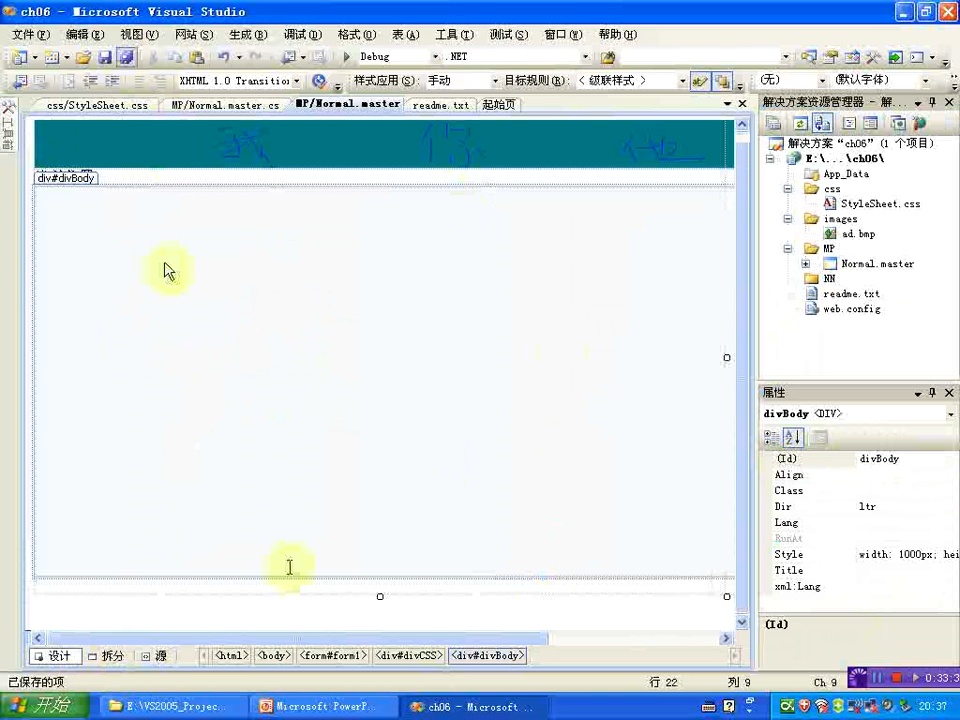 ch06 - Microsoft Visual Studio
文件(F) 编辑(E) 视图(V) 网站(S) 生成(B) 调试(D) 格式(O) 表(A) 工具(T) 测试(S) 窗口(W) 帮助(H)
Debug .NET
XHTML 1.0 Transition 样式应用(S): 手动 目标规则(R): <级联样式> (无) (默认字体)
css/StyleSheet.css MP/Normal.master.cs MP/Normal.master readme.txt 起始页
解决方案资源管理器 - 解...
工具箱
解决方案“ch06”(1 个项目)
E:\...\ch06\
App_Data
css
StyleSheet.css
images
ad.bmp
MP
Normal.master
NN
readme.txt
web.config
div#divBody
属性
divBody <DIV>
(Id) divBody
Align
Class
Dir ltr
Lang
RunAt
Style width: 1000px; hei
Title
xml:Lang
(Id)
设计 拆分 源 <html> <body> <form#form1> <div#divCSS> <div#divBody>
已保存的项 行 22 列 9 Ch 9 0:33:3
开始 E:\VS2005_Projec... Microsoft PowerP... ch06 - Microsoft ... 20:37